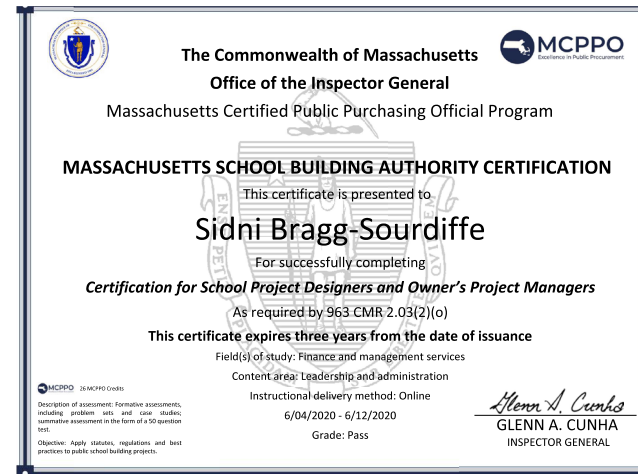 MCPPO
Excellence in Public Procurement
The Commonwealth of Massachusetts
Office of the Inspector General
Massachusetts Certified Public Purchasing Official Program
MASSACHUSETTS SCHOOL BUILDING AUTHORITY CERTIFICATION
This certificate is presented to
Sidni Bragg-Sourdiffe
For successfully completing
Certification for School Project Designers and Owner's Project Managers
As required by 963 CMR 2.03(2)(o)
This certificate expires three years from the date of issuance
Field(s) of study: Finance and management services
Content area: Leadership and administration
Instructional delivery method: Online
6/04/2020 - 6/12/2020
Grade: Pass
MCPPO 26 MCPPO Credits
Description of assessment: Formative assessments,
including problem sets and case studies;
summative assessment in the form of a 50 question
test.
Objective: Apply statutes, regulations and best
practices to public school building projects.
Glenn A. Cunha
GLENN A. CUNHA
INSPECTOR GENERAL